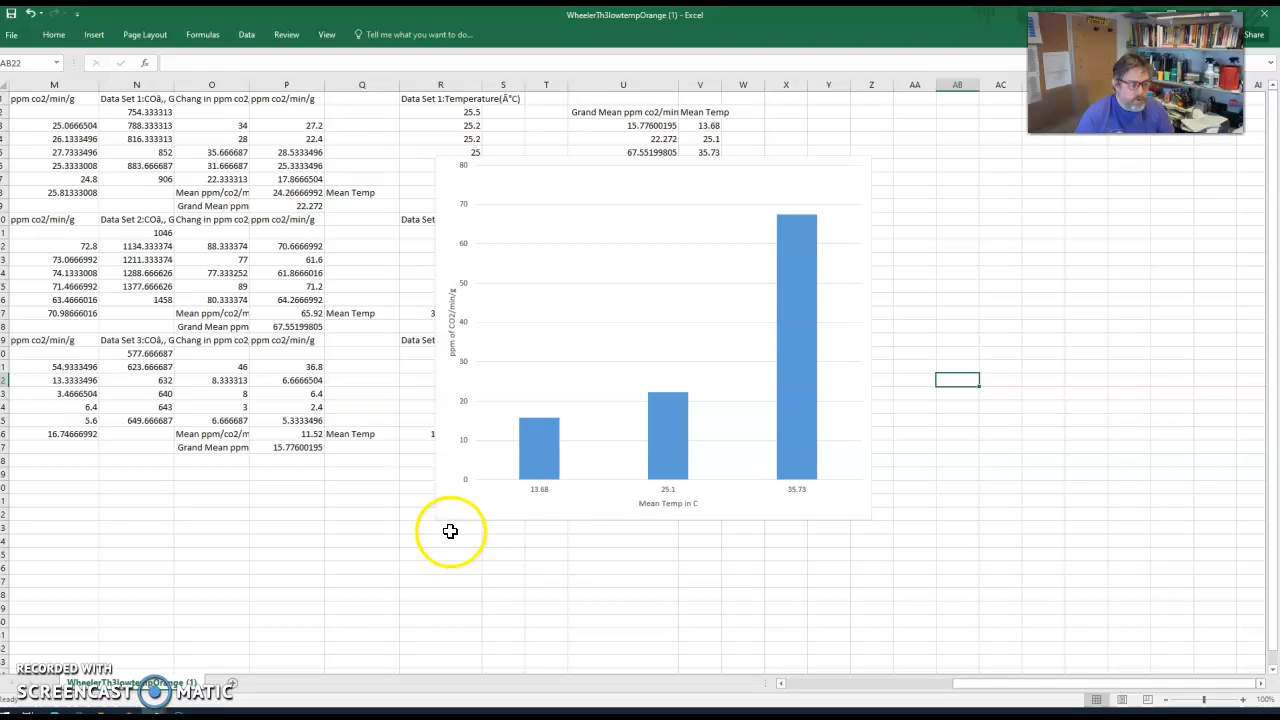 WheelerTh3lowtempOrange (1) - Excel
File Home Insert Page Layout Formulas Data Review View Tell me what you want to do... Share
AB22 fx
M N O P Q R S T U V W X Y Z AA AB AC AI
ppm co2/min/g Data Set 1:COâ,, G Chang in ppm co2 ppm co2/min/g Data Set 1:Temperature(Â°C)
754.333313 25.5 Grand Mean ppm co2/min Mean Temp
25.0666504 788.333313 34 27.2 25.2 15.77600195 13.68
26.1333496 816.333313 28 22.4 25.2 22.272 25.1
27.7333496 852 35.666687 28.5333496 25 67.55199805 35.73
25.3333008 883.666687 31.666687 25.3333496
24.8 906 22.333313 17.8666504
25.81333008 Mean ppm/co2/m 24.26666992 Mean Temp
Grand Mean ppm 22.272
ppm co2/min/g Data Set 2:COâ,, G Chang in ppm co2 ppm co2/min/g Data Set
1046
72.8 1134.333374 88.333374 70.6666992
73.0666992 1211.333374 77 61.6
74.1333008 1288.666626 77.333252 61.8666016
71.4666992 1377.666626 89 71.2
63.4666016 1458 80.333374 64.2666992
70.98666016 Mean ppm/co2/m 65.92 Mean Temp 3
Grand Mean ppm 67.55199805
ppm co2/min/g Data Set 3:COâ,, G Chang in ppm co2 ppm co2/min/g Data Set
577.666687
54.9333496 623.666687 46 36.8
13.3333496 632 8.333313 6.6666504
3.4666504 640 8 6.4
6.4 643 3 2.4
5.6 649.666687 6.666687 5.3333496
16.74666992 Mean ppm/co2/m 11.52 Mean Temp 1
Grand Mean ppm 15.77600195
80
70
60
50
40
30
20
10
0
ppm of CO2/min/g
13.68 25.1 35.73
Mean Temp in C
RECORDED WITH
SCREENCAST MATIC
WheelerTh3lowtempOrange (1)
Ready 100%